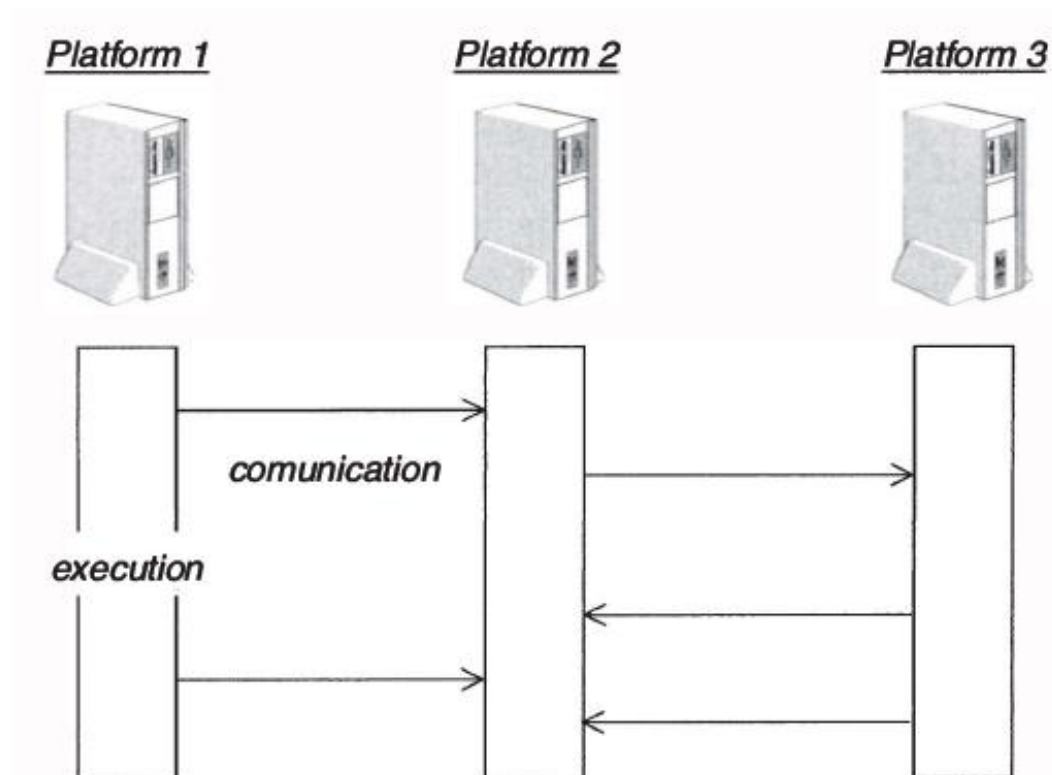 Platform 1
Platform 2
Platform 3
comunication
execution